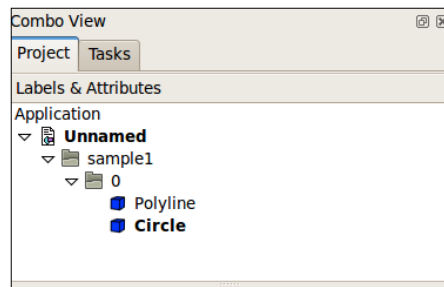 Combo View
Project Tasks
Labels & Attributes
Application
Unnamed
sample1
0
Polyline
Circle